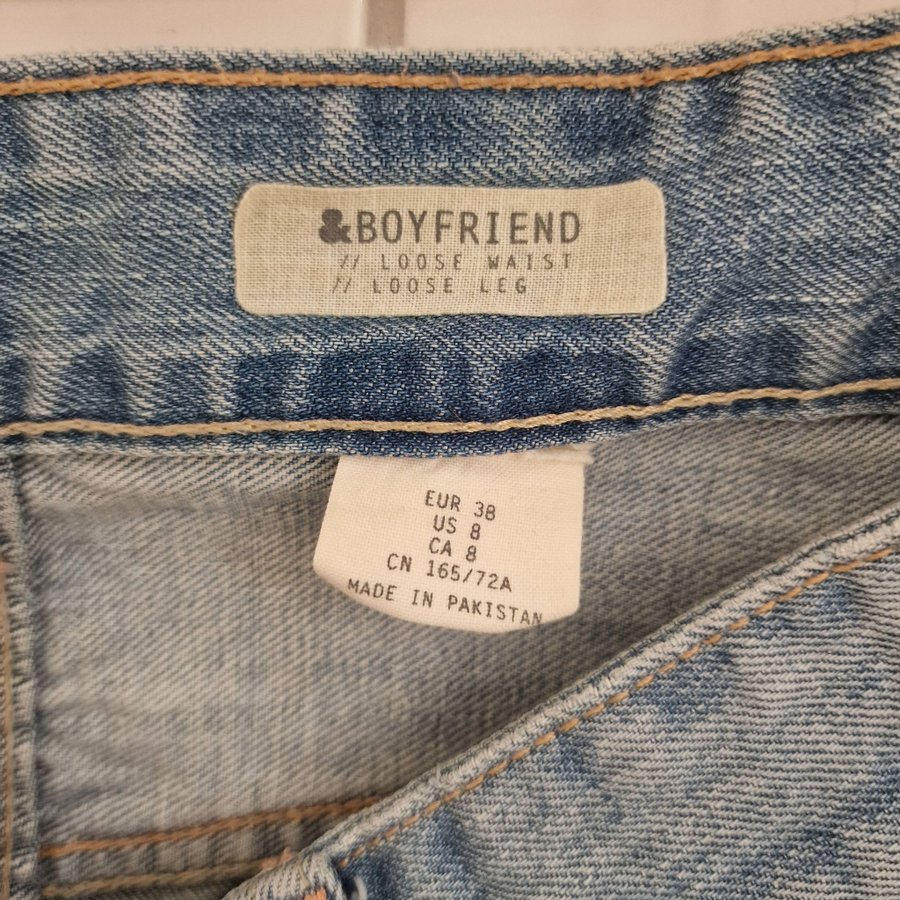 &BOYFRIEND
// LOOSE WAIST
// LOOSE LEG
EUR 38
US 8
CA 8
CN 165/72A
MADE IN PAKISTAN